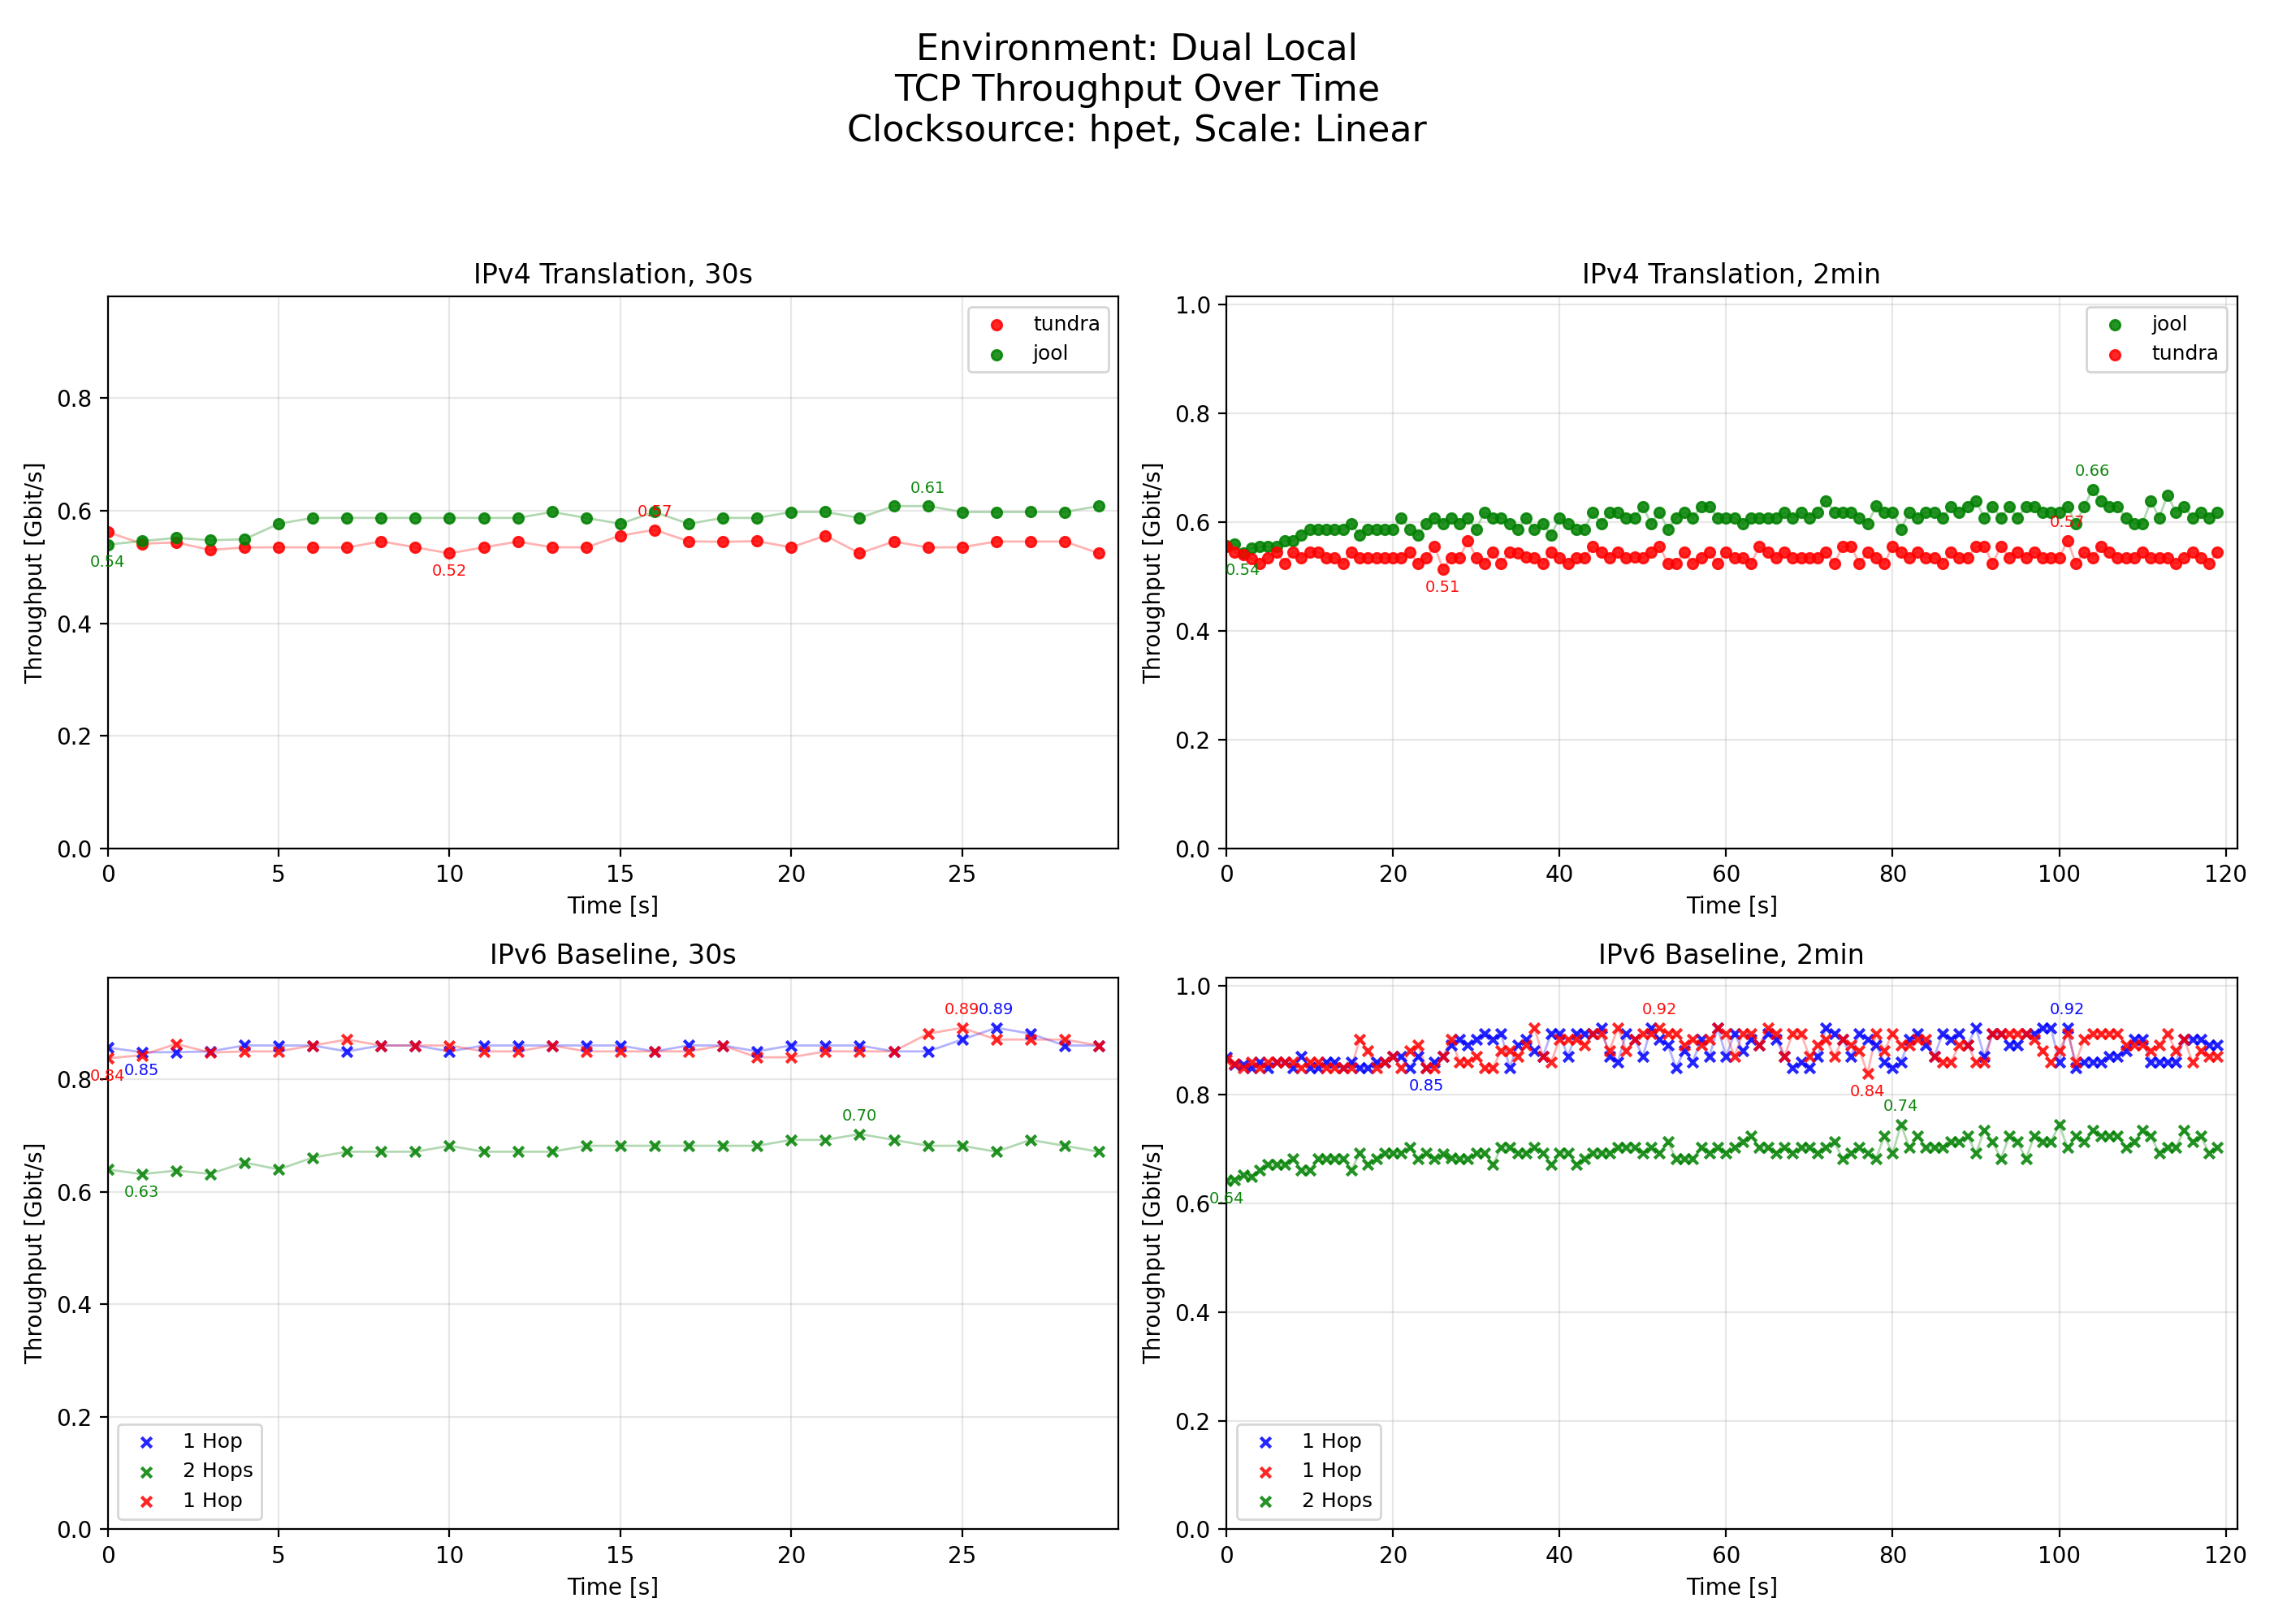 Environment: Dual Local
TCP Throughput Over Time
Clocksource: hpet, Scale: Linear
IPv4 Translation, 30s
Throughput [Gbit/s]
0.8
0.6
0.4
0.2
0.0
0 5 10 15 20 25
Time [s]
tundra
jool
0.54
0.52
0.57
0.61
IPv4 Translation, 2min
Throughput [Gbit/s]
1.0
0.8
0.6
0.4
0.2
0.0
0 20 40 60 80 100 120
Time [s]
jool
tundra
0.54
0.51
0.57
0.66
IPv6 Baseline, 30s
Throughput [Gbit/s]
0.8
0.6
0.4
0.2
0.0
0 5 10 15 20 25
Time [s]
1 Hop
2 Hops
1 Hop
0.84
0.85
0.63
0.70
0.89
0.89
IPv6 Baseline, 2min
Throughput [Gbit/s]
1.0
0.8
0.6
0.4
0.2
0.0
0 20 40 60 80 100 120
Time [s]
1 Hop
1 Hop
2 Hops
0.64
0.85
0.92
0.84
0.74
0.92